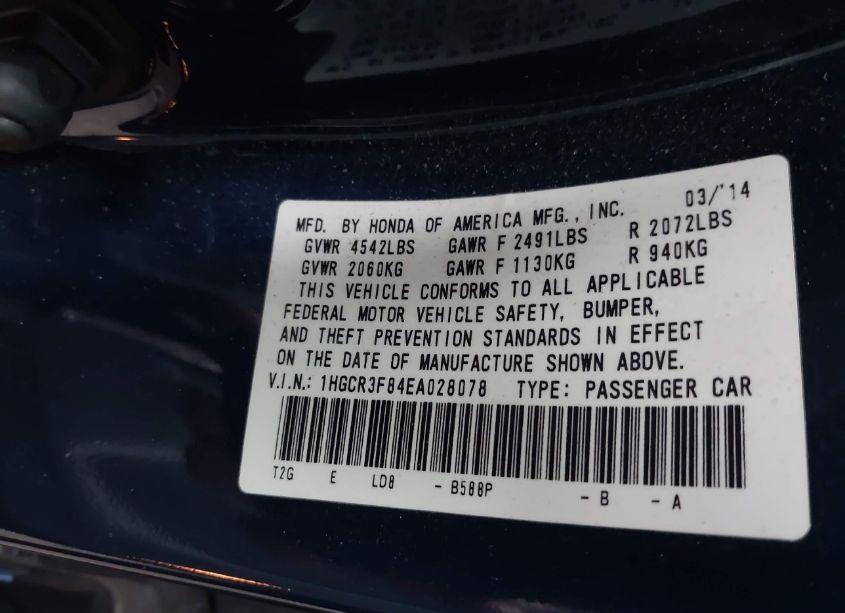 MFD. BY HONDA OF AMERICA MFG., INC. 03/'14
GVWR 4542LBS GAWR F 2491LBS R 2072LBS
GVWR 2060KG GAWR F 1130KG R 940KG
THIS VEHICLE CONFORMS TO ALL APPLICABLE
FEDERAL MOTOR VEHICLE SAFETY, BUMPER,
AND THEFT PREVENTION STANDARDS IN EFFECT
ON THE DATE OF MANUFACTURE SHOWN ABOVE.
V.I.N.: 1HGCR3F84EA028078 TYPE: PASSENGER CAR
T2G E LD8 - B588P - B - A